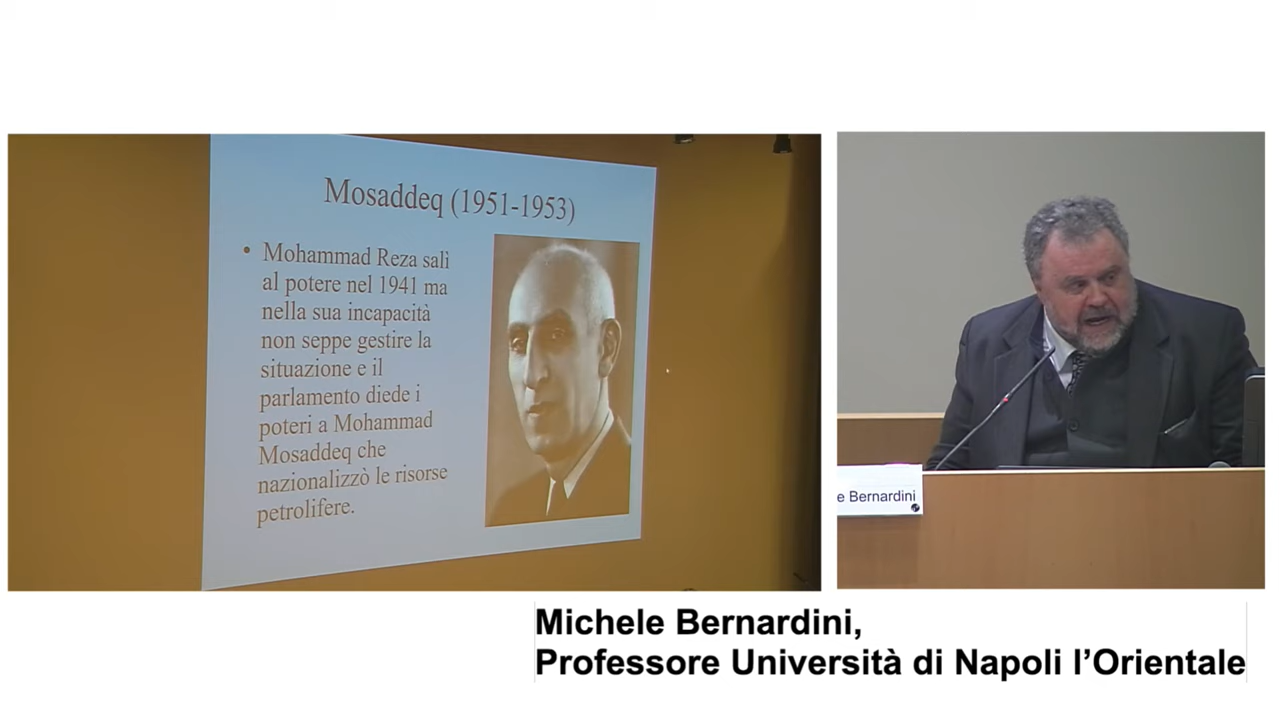 Mosaddeq (1951-1953)
• Mohammad Reza salì
al potere nel 1941 ma
nella sua incapacità
non seppe gestire la
situazione e il
parlamento diede i
poteri a Mohammad
Mosaddeq che
nazionalizzò le risorse
petrolifere.
e Bernardini
Michele Bernardini,
Professore Università di Napoli l’Orientale